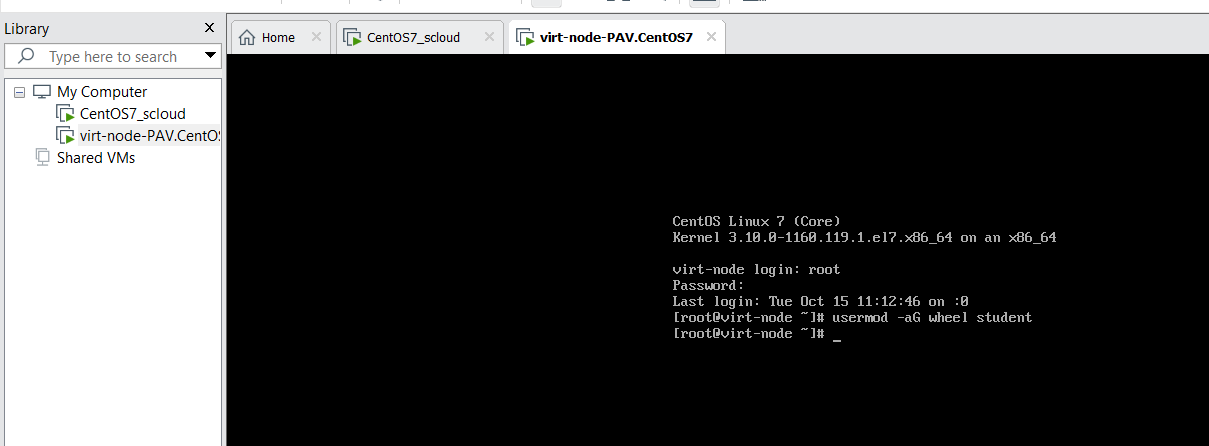 Library
Type here to search
My Computer
CentOS7_scloud
virt-node-PAV.CentOS
Shared VMs
Home
CentOS7_scloud
virt-node-PAV.CentOS7
CentOS Linux 7 (Core)
Kernel 3.10.0-1160.119.1.el7.x86_64 on an x86_64
virt-node login: root
Password:
Last login: Tue Oct 15 11:12:46 on :0
[root@virt-node ~]# usermod -aG wheel student
[root@virt-node ~]# _